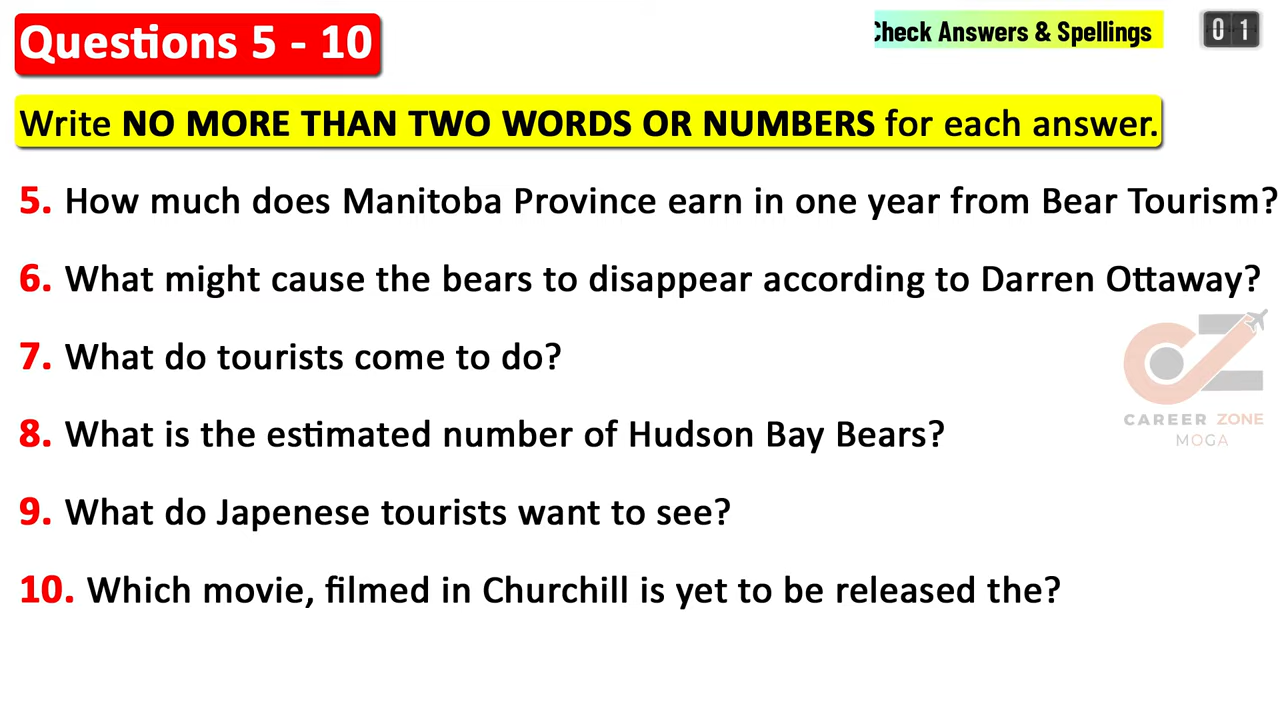 Questions 5 - 10
Check Answers & Spellings
01
Write NO MORE THAN TWO WORDS OR NUMBERS for each answer.
5. How much does Manitoba Province earn in one year from Bear Tourism?
6. What might cause the bears to disappear according to Darren Ottaway?
7. What do tourists come to do?
8. What is the estimated number of Hudson Bay Bears?
9. What do Japenese tourists want to see?
10. Which movie, filmed in Churchill is yet to be released the?
CZ
CAREER ZONE
MOGA